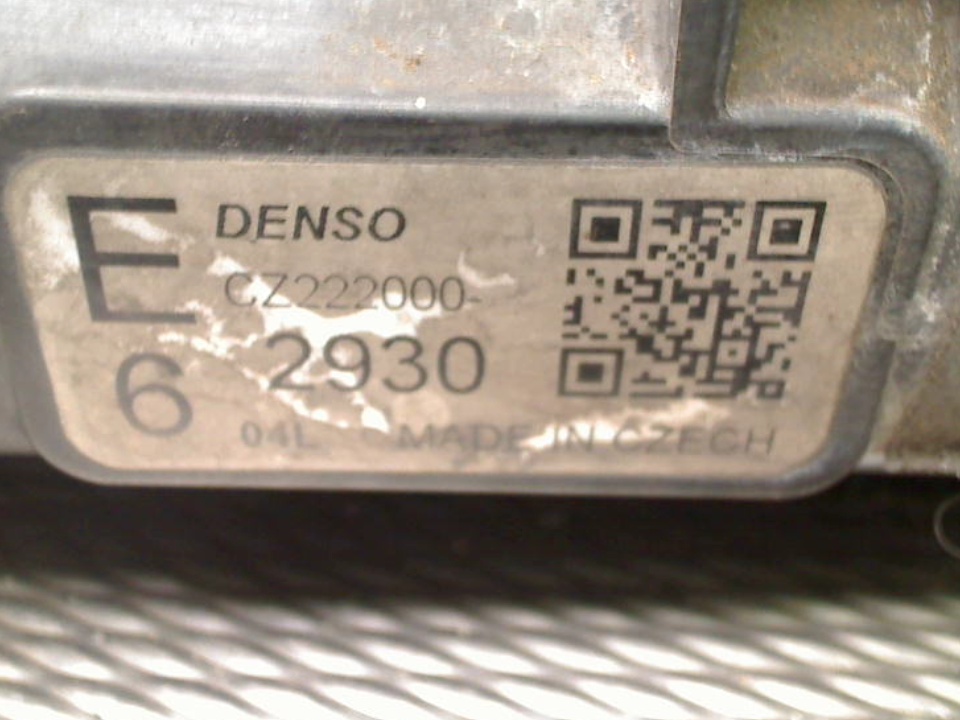 E
DENSO
CZ222000-
2930
6
04L MADE IN CZECH